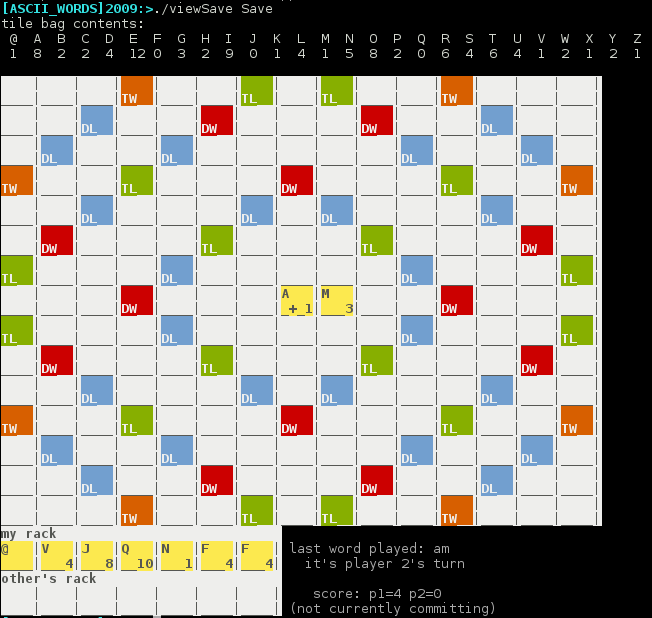 [ASCII_WORDS]2009:>./viewSave Save
tile bag contents:
@ A B C D E F G H I J K L M N O P Q R S T U V W X Y Z
1 8 2 2 4 12 0 3 2 9 0 1 4 1 5 8 2 0 6 4 6 4 1 2 1 2 1
TW TL TL TW
DL DW DW DL
DL DL DL DL
TW TL DW TL TW
DL DL DL DL
DW TL TL DW
TL DL DL TL
A M
DW +_1 3 DW
TL DL DL TL
DW TL TL DW
DL DL DL DL
TW TL DW TL TW
DL DL DL DL
DL DW DW DL
TW TL TL TW
my rack
@ V J Q N F F
4 8 10 1 4 4
other's rack
last word played: am
it's player 2's turn
score: p1=4 p2=0
(not currently committing)